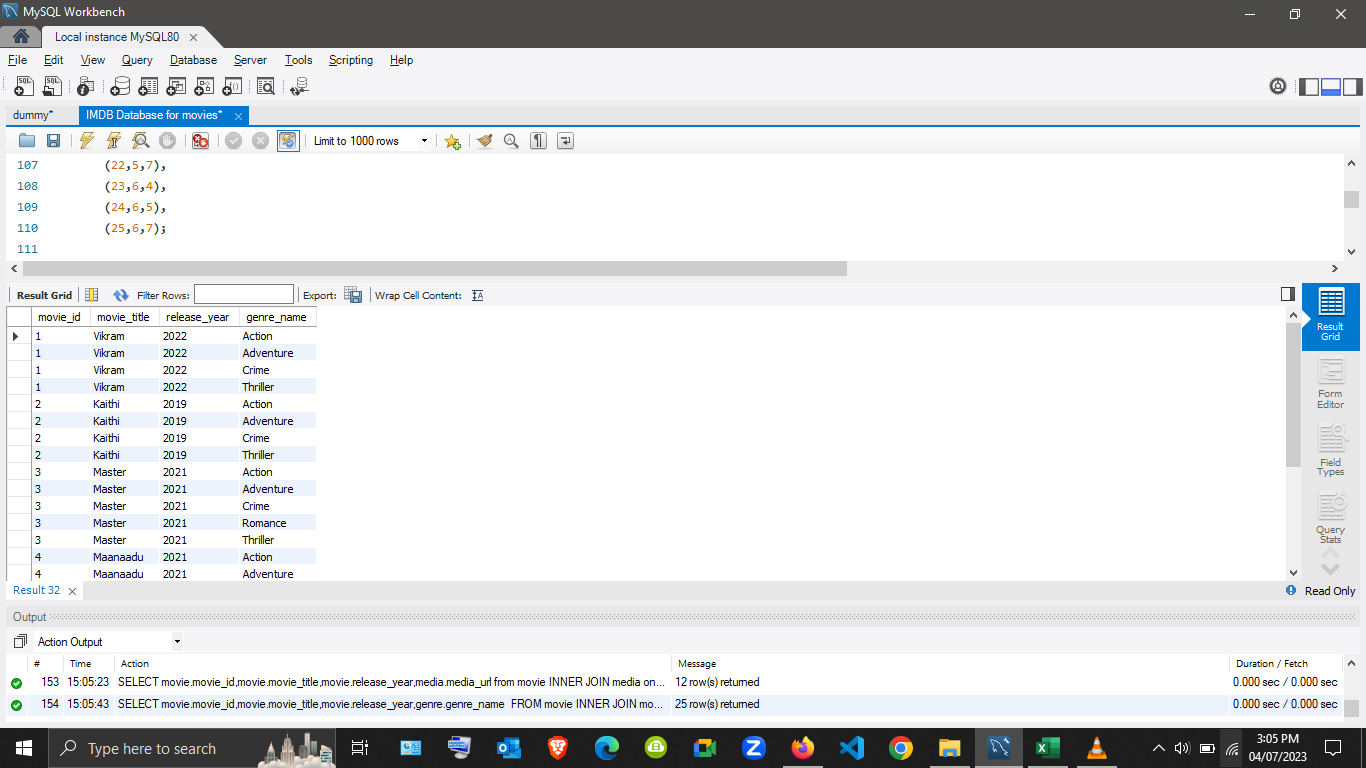 MySQL Workbench
Local instance MySQL80
File Edit View Query Database Server Tools Scripting Help
dummy* IMDB Database for movies*
Limit to 1000 rows
107 (22,5,7),
108 (23,6,4),
109 (24,6,5),
110 (25,6,7);
111
Result Grid Filter Rows: Export: Wrap Cell Content:
movie_id movie_title release_year genre_name
1 Vikram 2022 Action
1 Vikram 2022 Adventure
1 Vikram 2022 Crime
1 Vikram 2022 Thriller
2 Kaithi 2019 Action
2 Kaithi 2019 Adventure
2 Kaithi 2019 Crime
2 Kaithi 2019 Thriller
3 Master 2021 Action
3 Master 2021 Adventure
3 Master 2021 Crime
3 Master 2021 Romance
3 Master 2021 Thriller
4 Maanaadu 2021 Action
4 Maanaadu 2021 Adventure
Result Grid
Form Editor
Field Types
Query Stats
Result 32 Read Only
Output
Action Output
# Time Action Message Duration / Fetch
153 15:05:23 SELECT movie.movie_id,movie.movie_title,movie.release_year,media.media_url from movie INNER JOIN media on... 12 row(s) returned 0.000 sec / 0.000 sec
154 15:05:43 SELECT movie.movie_id,movie.movie_title,movie.release_year,genre.genre_name FROM movie INNER JOIN mo... 25 row(s) returned 0.000 sec / 0.000 sec
Type here to search
3:05 PM
04/07/2023